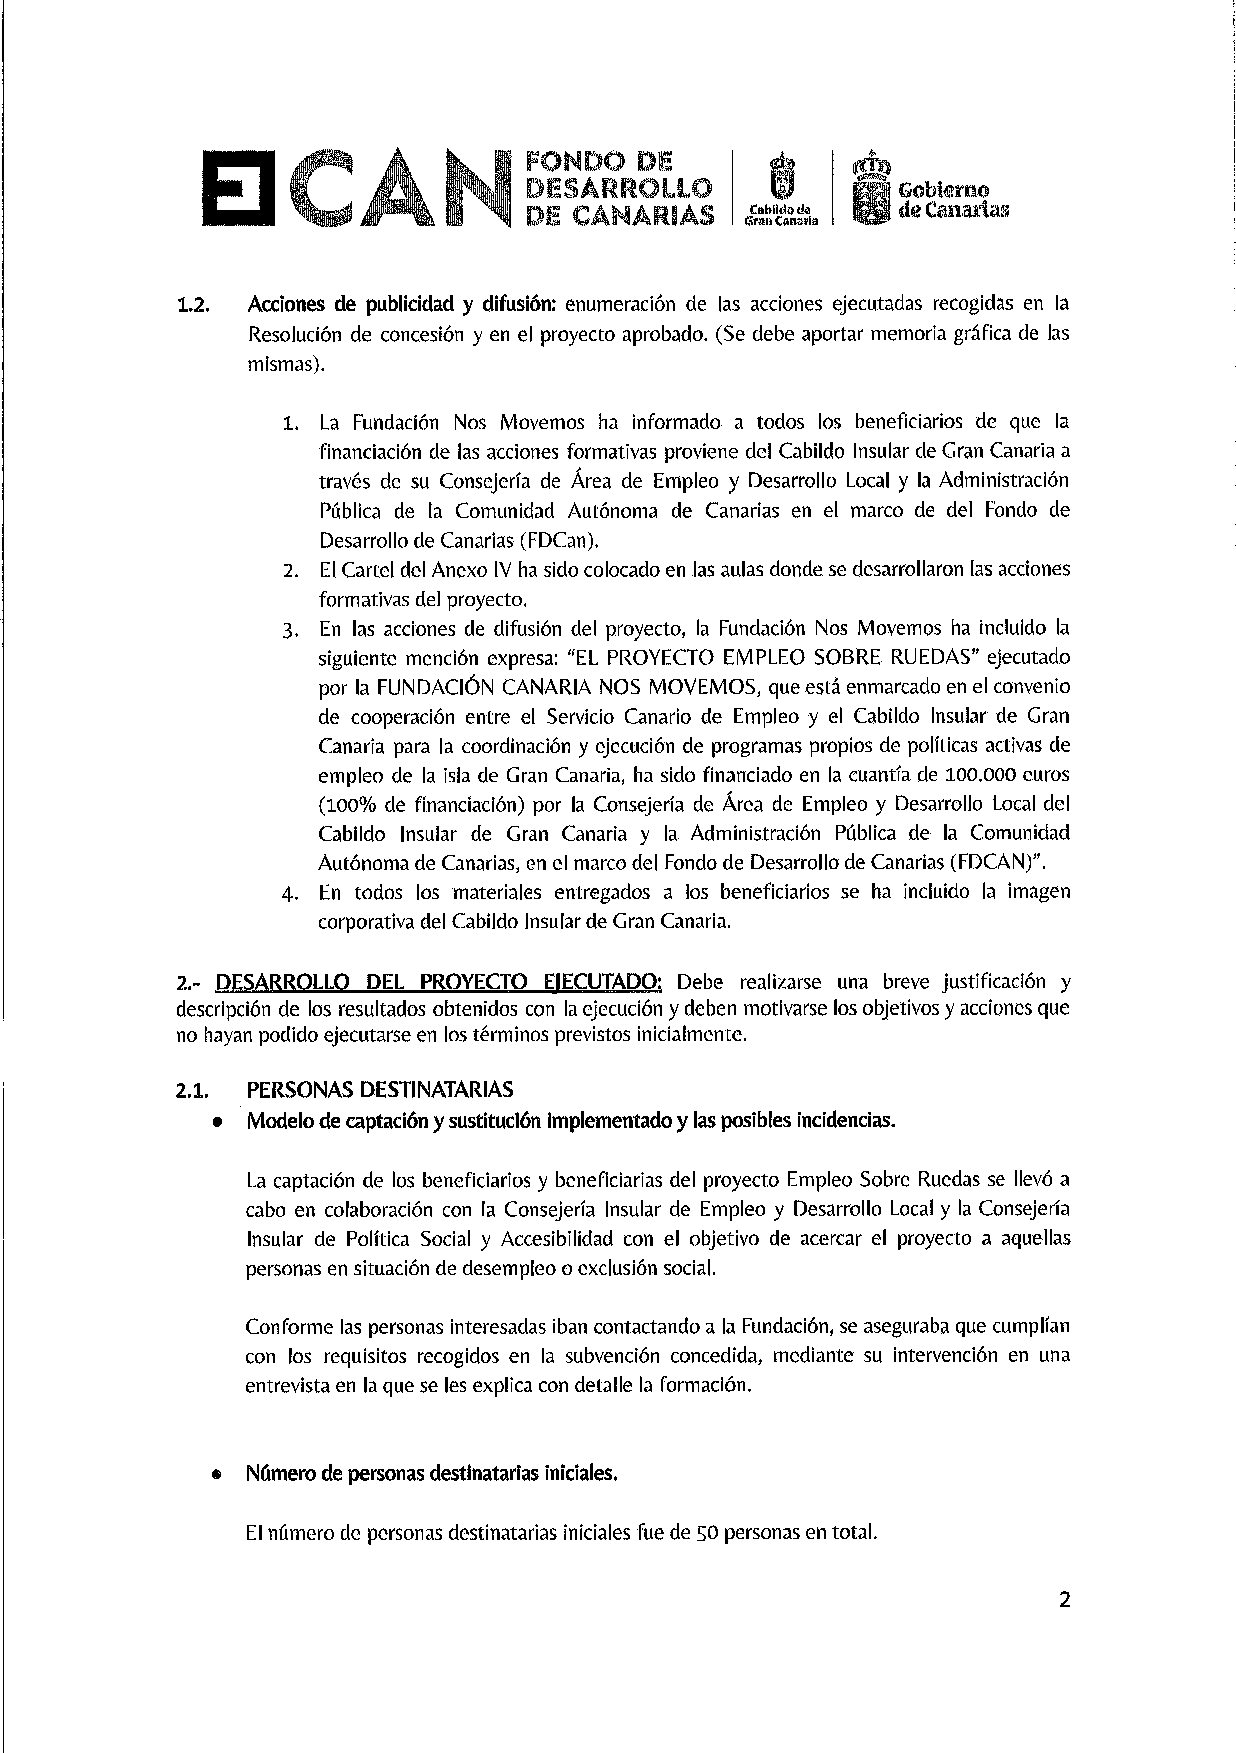 FDCAN FONDO DE
DESARROLLO
DE CANARIAS
Cabildo de
Gran Canaria
Gobierno
de Canarias
1.2. Acciones de publicidad y difusión: enumeración de las acciones ejecutadas recogidas en la
Resolución de concesión y en el proyecto aprobado. (Se debe aportar memoria gráfica de las
mismas).
1. La Fundación Nos Movemos ha informado a todos los beneficiarios de que la
financiación de las acciones formativas proviene del Cabildo Insular de Gran Canaria a
través de su Consejería de Área de Empleo y Desarrollo Local y la Administración
Pública de la Comunidad Autónoma de Canarias en el marco de del Fondo de
Desarrollo de Canarias (FDCan).
2. El Cartel del Anexo IV ha sido colocado en las aulas donde se desarrollaron las acciones
formativas del proyecto.
3. En las acciones de difusión del proyecto, la Fundación Nos Movemos ha incluido la
siguiente mención expresa: "EL PROYECTO EMPLEO SOBRE RUEDAS" ejecutado
por la FUNDACIÓN CANARIA NOS MOVEMOS, que está enmarcado en el convenio
de cooperación entre el Servicio Canario de Empleo y el Cabildo Insular de Gran
Canaria para la coordinación y ejecución de programas propios de políticas activas de
empleo de la isla de Gran Canaria, ha sido financiado en la cuantía de 100.000 euros
(100% de financiación) por la Consejería de Área de Empleo y Desarrollo Local del
Cabildo Insular de Gran Canaria y la Administración Pública de la Comunidad
Autónoma de Canarias, en el marco del Fondo de Desarrollo de Canarias (FDCAN)".
4. En todos los materiales entregados a los beneficiarios se ha incluido la imagen
corporativa del Cabildo Insular de Gran Canaria.
2.- DESARROLLO DEL PROYECTO EJECUTADO: Debe realizarse una breve justificación y
descripción de los resultados obtenidos con la ejecución y deben motivarse los objetivos y acciones que
no hayan podido ejecutarse en los términos previstos inicialmente.
2.1. PERSONAS DESTINATARIAS
• Modelo de captación y sustitución implementado y las posibles incidencias.
La captación de los beneficiarios y beneficiarias del proyecto Empleo Sobre Ruedas se llevó a
cabo en colaboración con la Consejería Insular de Empleo y Desarrollo Local y la Consejería
Insular de Política Social y Accesibilidad con el objetivo de acercar el proyecto a aquellas
personas en situación de desempleo o exclusión social.
Conforme las personas interesadas iban contactando a la Fundación, se aseguraba que cumplían
con los requisitos recogidos en la subvención concedida, mediante su intervención en una
entrevista en la que se les explica con detalle la formación.
• Número de personas destinatarias iniciales.
El número de personas destinatarias iniciales fue de 50 personas en total.
2